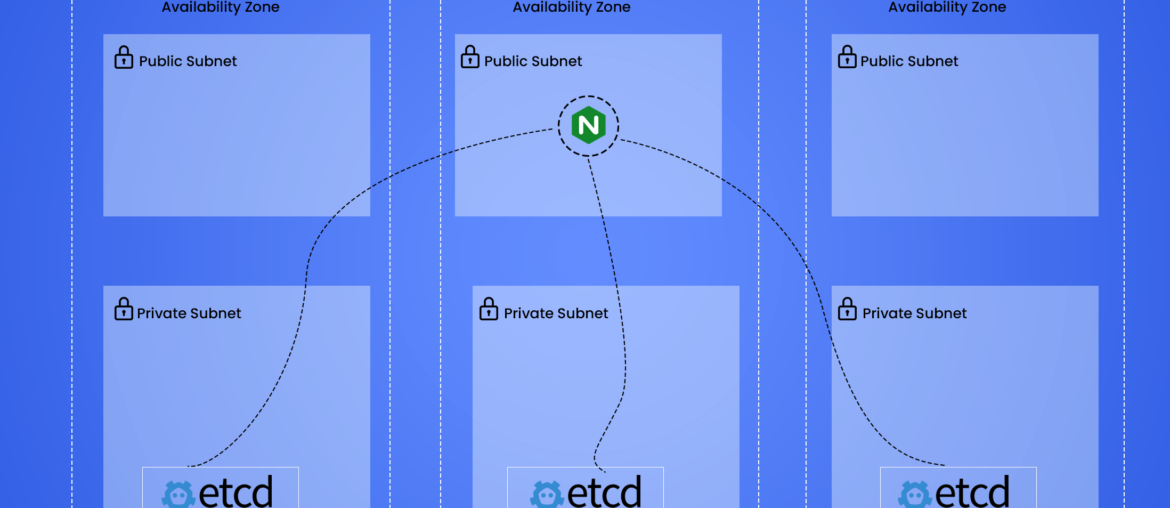 Availability Zone
Availability Zone
Availability Zone
Public Subnet
Public Subnet
Public Subnet
N
Private Subnet
Private Subnet
Private Subnet
etcd
etcd
etcd